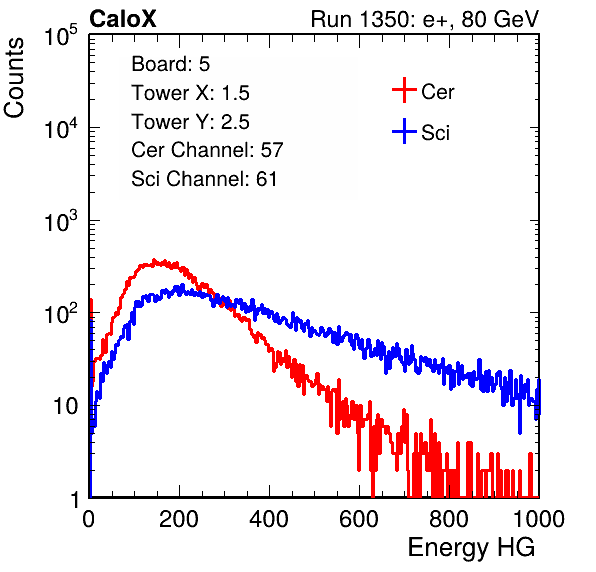 CaloX Run 1350: e+, 80 GeV
Counts
Board: 5
Tower X: 1.5
Tower Y: 2.5
Cer Channel: 57
Sci Channel: 61
Cer
Sci
10^5
10^4
10^3
10^2
10
1
0 200 400 600 800 1000
Energy HG